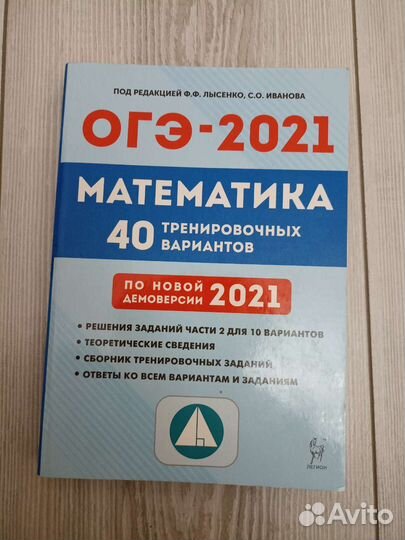 ПОД РЕДАКЦИЕЙ Ф.Ф. ЛЫСЕНКО, С.О. ИВАНОВА
ОГЭ-2021
МАТЕМАТИКА
40 ТРЕНИРОВОЧНЫХ
ВАРИАНТОВ
ПО НОВОЙ
ДЕМОВЕРСИИ 2021
• РЕШЕНИЯ ЗАДАНИЙ ЧАСТИ 2 ДЛЯ 10 ВАРИАНТОВ
• ТЕОРЕТИЧЕСКИЕ СВЕДЕНИЯ
• СБОРНИК ТРЕНИРОВОЧНЫХ ЗАДАНИЙ
• ОТВЕТЫ КО ВСЕМ ВАРИАНТАМ И ЗАДАНИЯМ
ЛЕГИОН
Avito